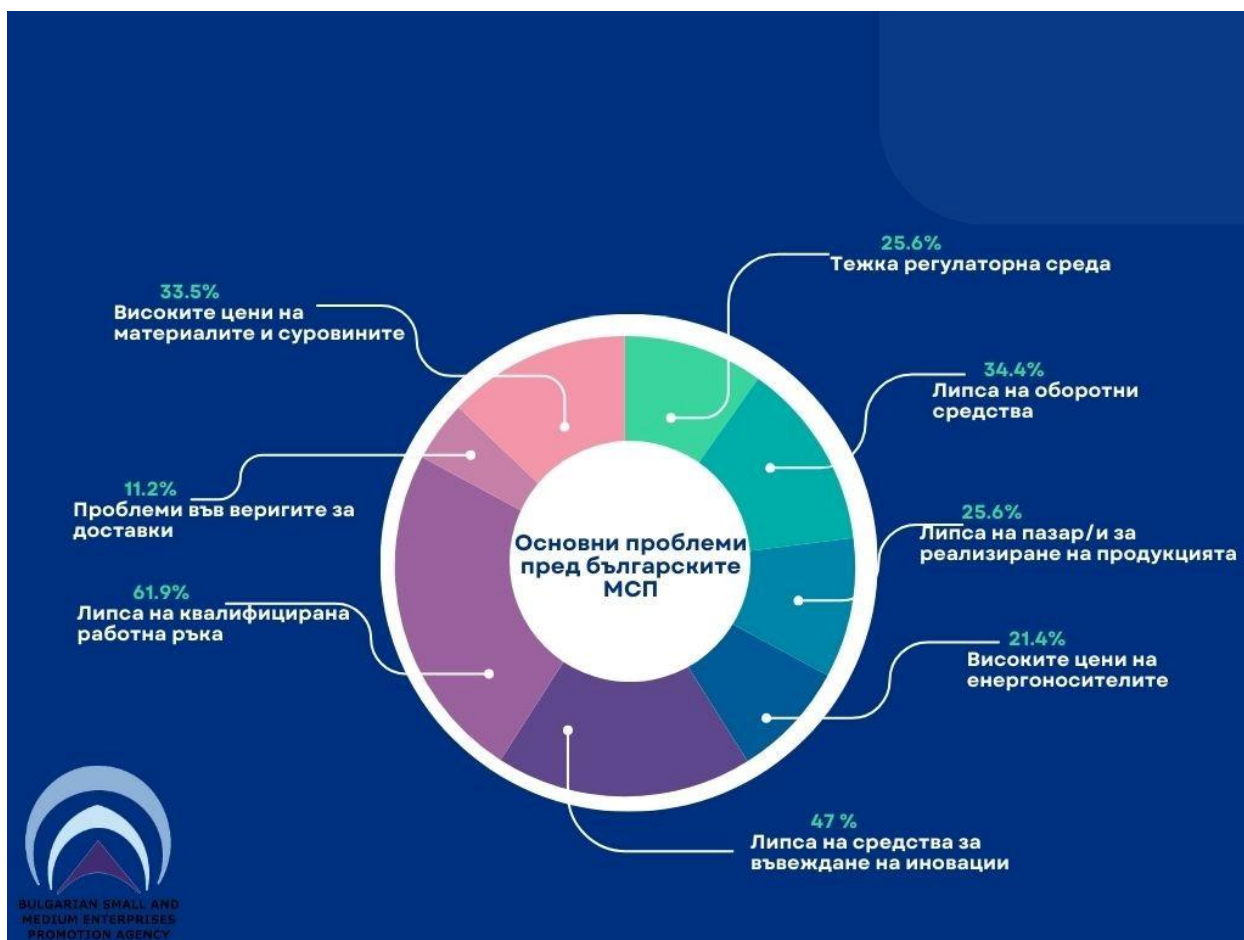 25.6%
Тежка регулаторна среда
33.5%
Високите цени на
материалите и суровините
34.4%
Липса на оборотни
средства
11.2%
Проблеми във веригите за
доставки
25.6%
Липса на пазар/и за
реализиране на продукцията
Основни проблеми
пред българските
МСП
61.9%
Липса на квалифицирана
работна ръка
21.4%
Високите цени на
енергоносителите
47 %
Липса на средства за
въвеждане на иновации
BULGARIAN SMALL AND
MEDIUM ENTERPRISES
PROMOTION AGENCY